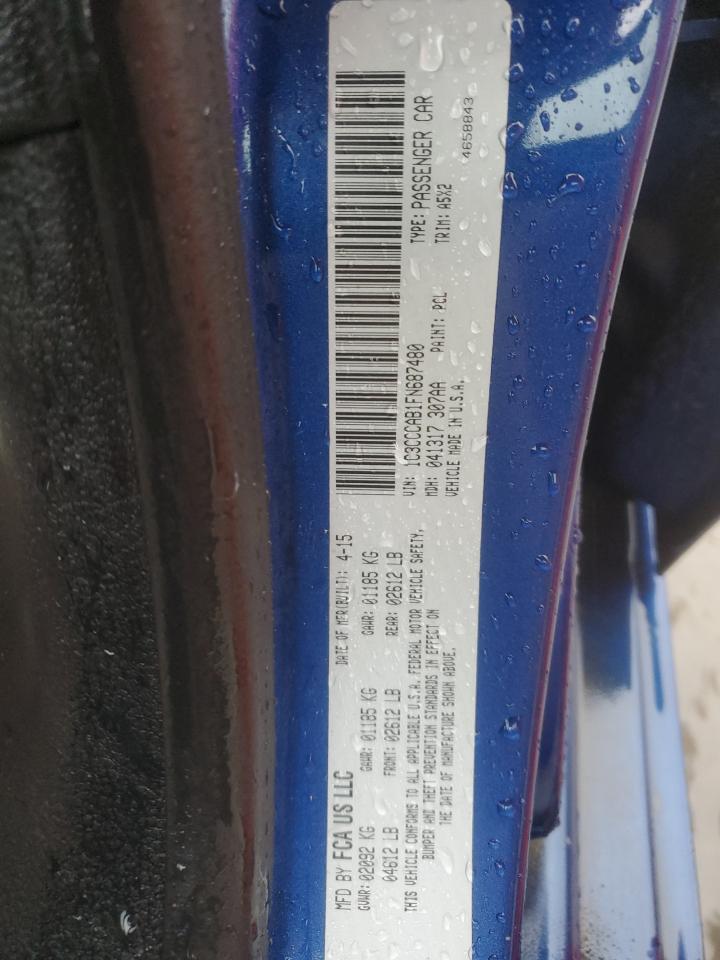 MFD BY FCA US LLC DATE OF MFR(BUILT): 4-15
GVWR: 02092 KG GAWR: 01185 KG GAWR: 01185 KG
04612 LB FRONT: 02612 LB REAR: 02612 LB
THIS VEHICLE CONFORMS TO ALL APPLICABLE U.S.A. FEDERAL MOTOR VEHICLE SAFETY,
BUMPER AND THEFT PREVENTION STANDARDS IN EFFECT ON
THE DATE OF MANUFACTURE SHOWN ABOVE.
VIN: 1C3CCCAB1FN687480 TYPE: PASSENGER CAR
MDH: 041317 307AA PAINT: PCL TRIM: A5X2
VEHICLE MADE IN U.S.A. 4658843